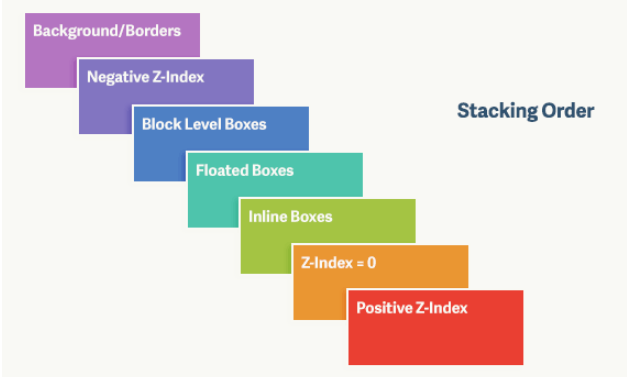 Background/Borders
Negative Z-Index
Stacking Order
Block Level Boxes
Floated Boxes
Inline Boxes
Z-Index = 0
Positive Z-Index